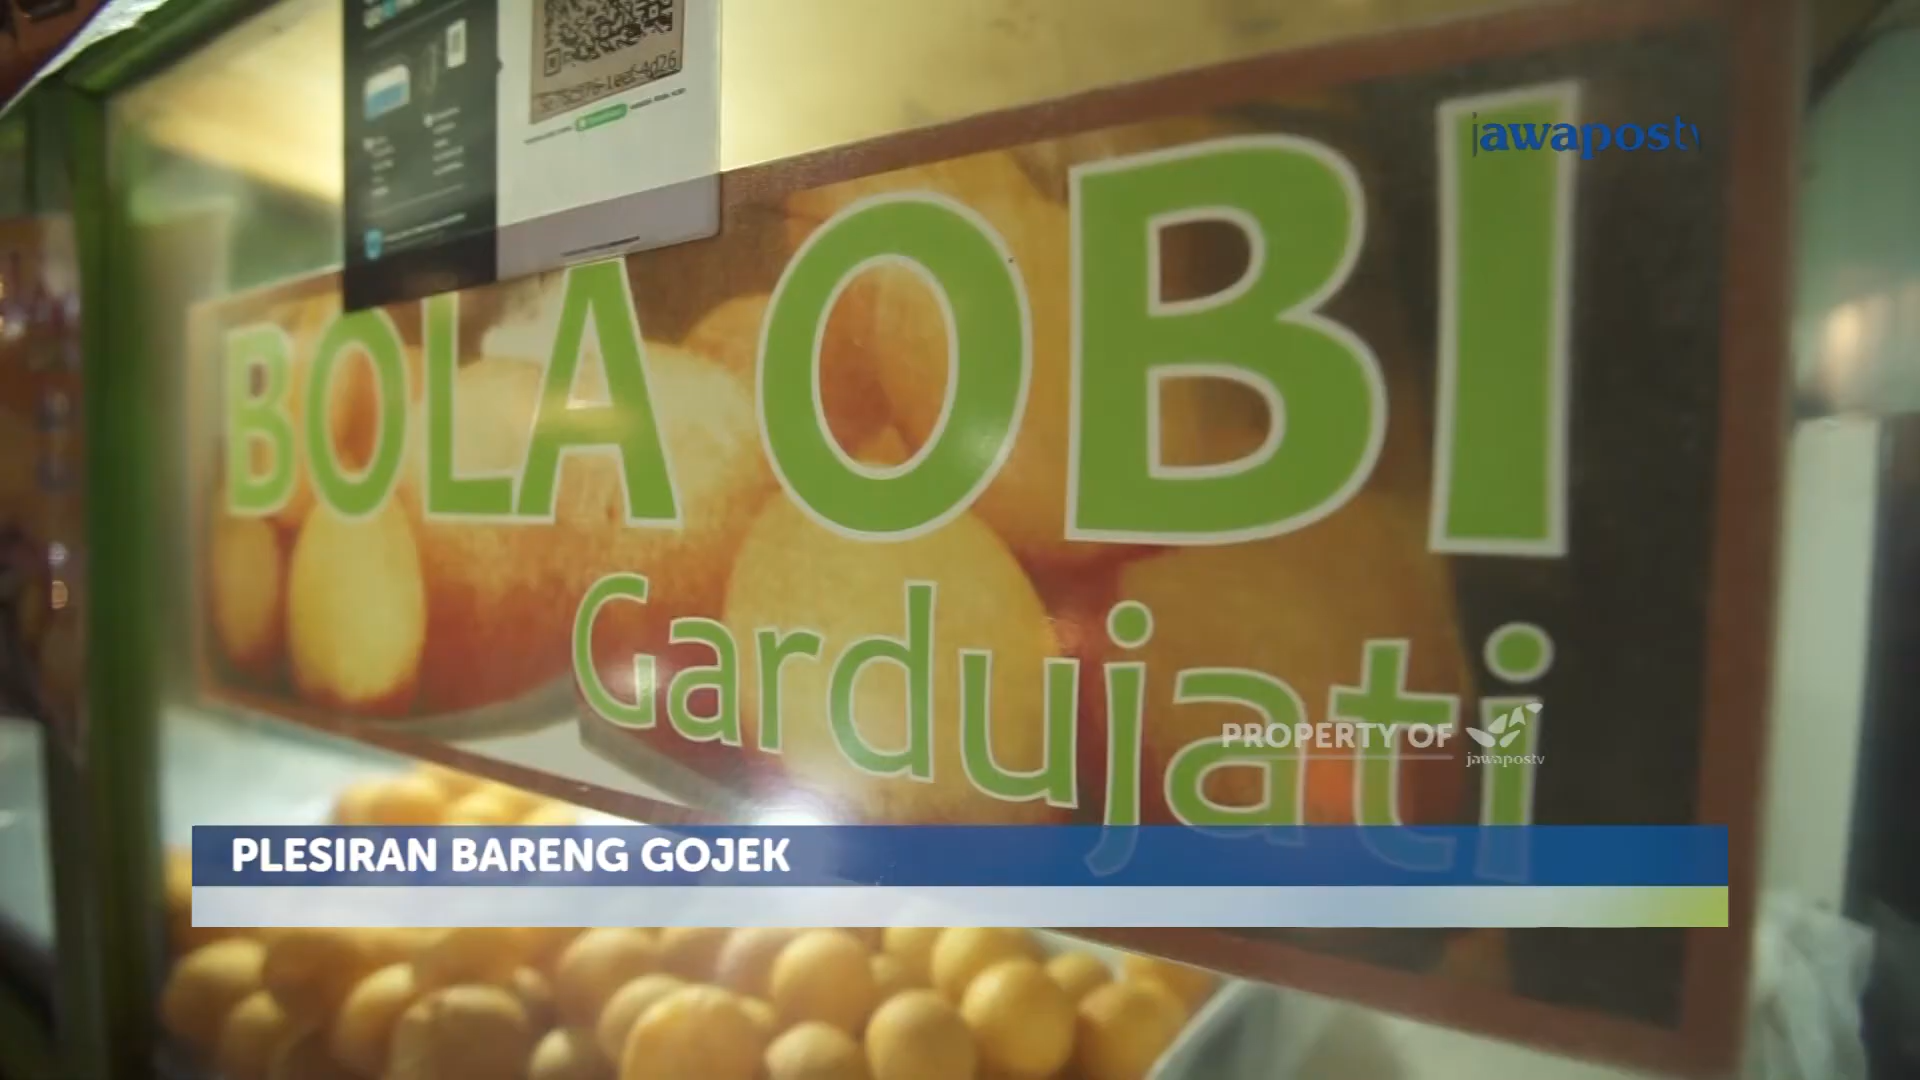 jawapostv
BOLA OBI
Gardujati
PROPERTY OF
jawapostv
PLESIRAN BARENG GOJEK